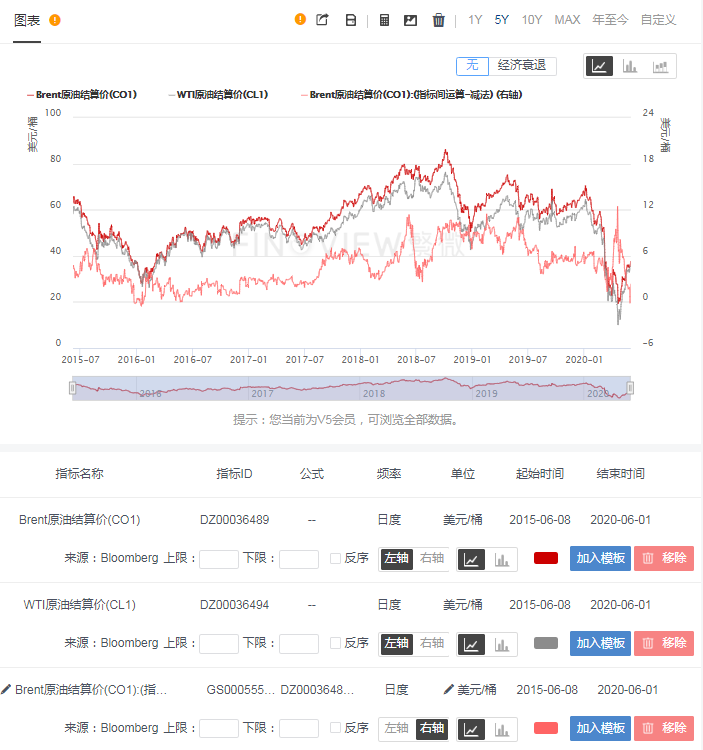 图表
1Y 5Y 10Y MAX 年至今 自定义
无 经济衰退
Brent原油结算价(CO1) WTI原油结算价(CL1) Brent原油结算价(CO1):(指标间运算-减法) (右轴)
100 24
美元/桶 美元/桶
80 18
60 12
FINEVIEW
40 6
20 0
0 -6
2015-07 2016-01 2016-07 2017-01 2017-07 2018-01 2018-07 2019-01 2019-07 2020-01
2016 2017 2018 2019 2020
提示：您当前为V5会员，可浏览全部数据。
指标名称 指标ID 公式 频率 单位 起始时间 结束时间
Brent原油结算价(CO1) DZ00036489 -- 日度 美元/桶 2015-06-08 2020-06-01
来源：Bloomberg 上限： 下限： 反序 左轴 右轴 加入模板 移除
WTI原油结算价(CL1) DZ00036494 -- 日度 美元/桶 2015-06-08 2020-06-01
来源：Bloomberg 上限： 下限： 反序 左轴 右轴 加入模板 移除
Brent原油结算价(CO1):(指... GS000555... DZ0003648... 日度 美元/桶 2015-06-08 2020-06-01
来源：Bloomberg 上限： 下限： 反序 左轴 右轴 加入模板 移除